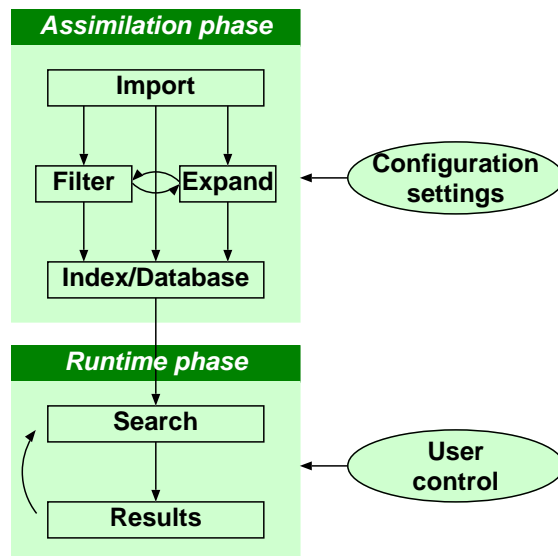 Assimilation phase
Import
Filter
Expand
Configuration
settings
Index/Database
Runtime phase
Search
User
control
Results